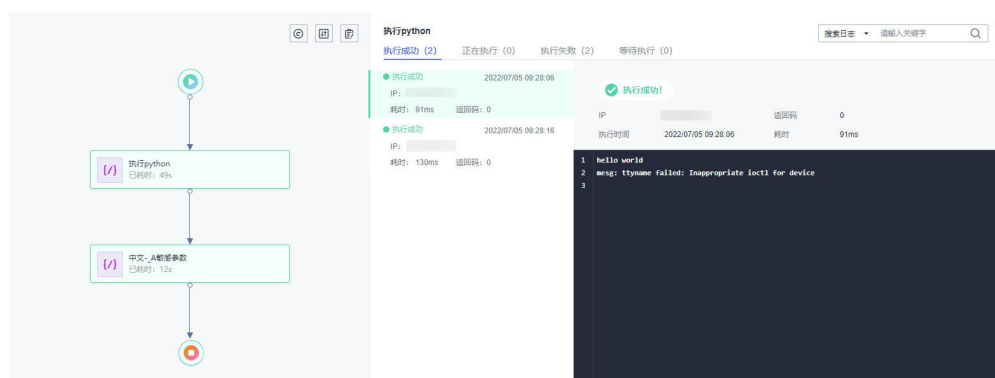 执行python
搜索日志 请输入关键字
执行成功 (2) 正在执行 (0) 执行失败 (2) 等待执行 (0)
执行成功 2022/07/05 09:28:06
IP:
耗时: 91ms 返回码: 0
执行成功 2022/07/05 09:28:16
IP:
耗时: 130ms 返回码: 0
执行成功!
IP 返回码 0
执行时间 2022/07/05 09:28:06 耗时 91ms
1 hello world
2 mesg: ttyname failed: Inappropriate ioctl for device
3
{/} 执行python
已耗时: 49s
{/} 中文-_A敏感参数
已耗时: 12s